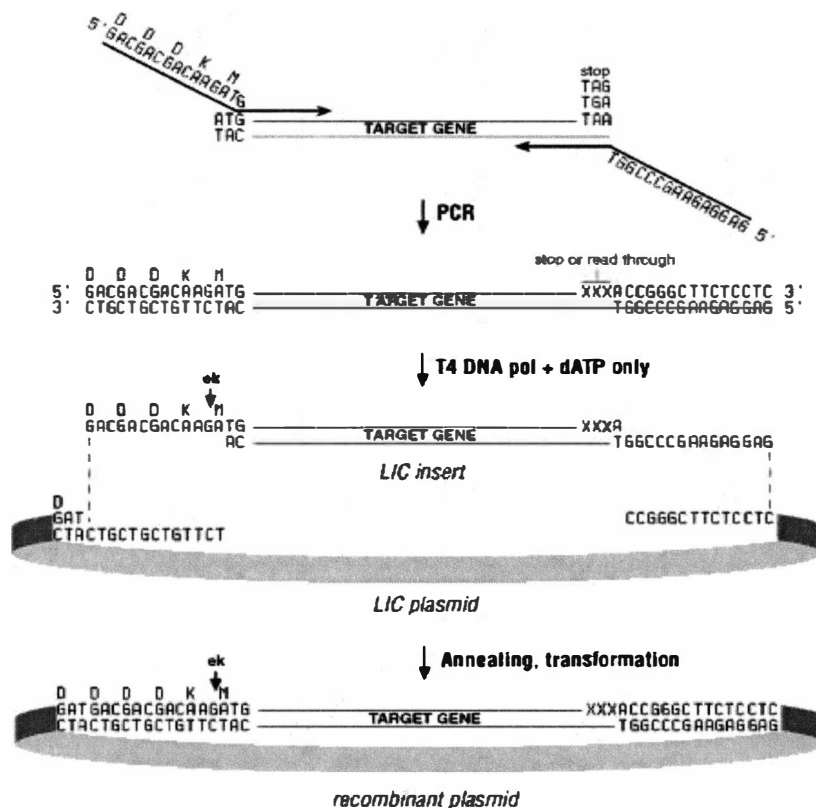 D D D K M
5' GACGACGACAAGATG
stop
TAG
TGA
ATG TAA
TARGET GENE
TAC
TGGCCCGAAGAGGAG 5'
PCR
D D D K M stop or read through
5' GACGACGACAAGATG XXXACCGGGCTTCTCCTC 3'
TARGET GENE
3' CTGCTGCTGTTCTAC TGGCCCGAAGAGGAG 5'
T4 DNA pol + dATP only
ek
D D D K M
GACGACGACAAGATG XXXA
TARGET GENE
AC TGGCCCGAAGAGGAG
LIC insert
D
GAT CCGGGCTTCTCCTC
CTACTGCTGCTGTTCT
LIC plasmid
Annealing, transformation
ek
D D D D K M
GATGACGACGACAAGATG XXXACCGGGCTTCTCCTC
TARGET GENE
CTACTGCTGCTGTTCTAC TGGCCCGAAGAGGAG
recombinant plasmid